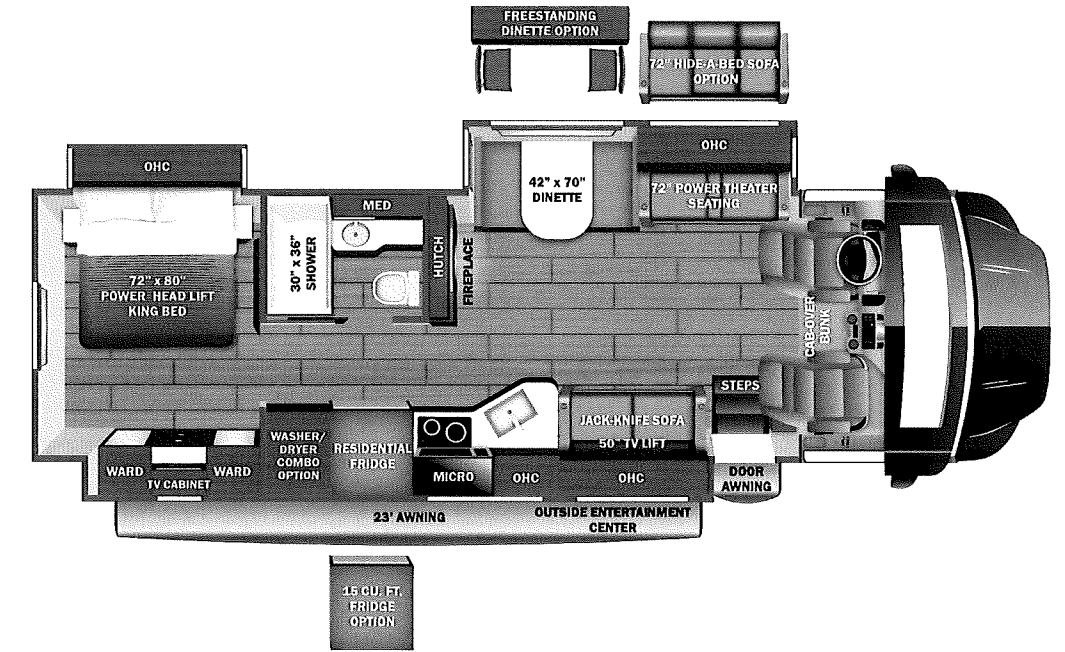 FREESTANDING
DINETTE OPTION
72" HIDE-A-BED SOFA
OPTION
OHC
OHC
42" x 70"
DINETTE
72" POWER THEATER
SEATING
MED
30" x 36"
SHOWER
HUTCH
FIREPLACE
72" x 80"
POWER HEAD LIFT
KING BED
CAB-OVER
BUNK
STEPS
JACK-KNIFE SOFA
50" TV LIFT
WASHER/
DRYER
COMBO
OPTION
RESIDENTIAL
FRIDGE
WARD
WARD
TV CABINET
MICRO
OHC
OHC
DOOR
AWNING
23' AWNING
OUTSIDE ENTERTAINMENT
CENTER
15 CU. FT.
FRIDGE
OPTION